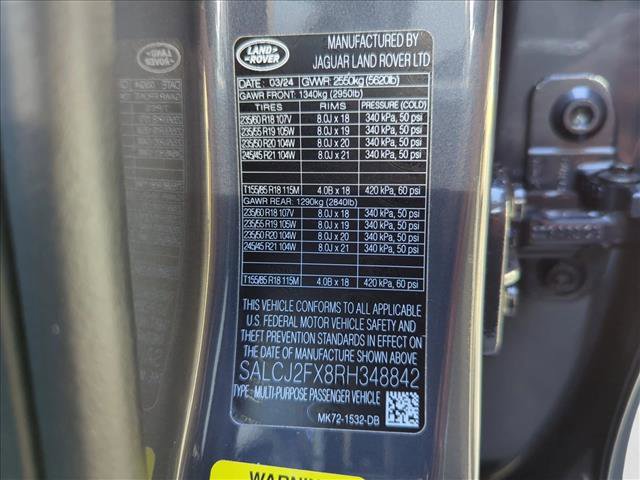 LAND
ROVER
MANUFACTURED BY
JAGUAR LAND ROVER LTD
DATE : 03/24 GVWR: 2550kg (5620lb)
GAWR FRONT: 1340kg (2950lb)
TIRES RIMS PRESSURE (COLD)
235/60 R18 107V 8.0J x 18 340 kPa, 50 psi
235/55 R19 105W 8.0J x 19 340 kPa, 50 psi
235/50 R20 104W 8.0J x 20 340 kPa, 50 psi
245/45 R21 104W 8.0J x 21 340 kPa, 50 psi
T155/85 R18 115M 4.0B x 18 420 kPa, 60 psi
GAWR REAR: 1290kg (2840lb)
235/60 R18 107V 8.0J x 18 340 kPa, 50 psi
235/55 R19 105W 8.0J x 19 340 kPa, 50 psi
235/50 R20 104W 8.0J x 20 340 kPa, 50 psi
245/45 R21 104W 8.0J x 21 340 kPa, 50 psi
T155/85 R18 115M 4.0B x 18 420 kPa, 60 psi
THIS VEHICLE CONFORMS TO ALL APPLICABLE
U.S. FEDERAL MOTOR VEHICLE SAFETY AND
THEFT PREVENTION STANDARDS IN EFFECT ON
THE DATE OF MANUFACTURE SHOWN ABOVE
SALCJ2FX8RH348842
TYPE : MULTI-PURPOSE PASSENGER VEHICLE
MK72-1532-DB
WARNING